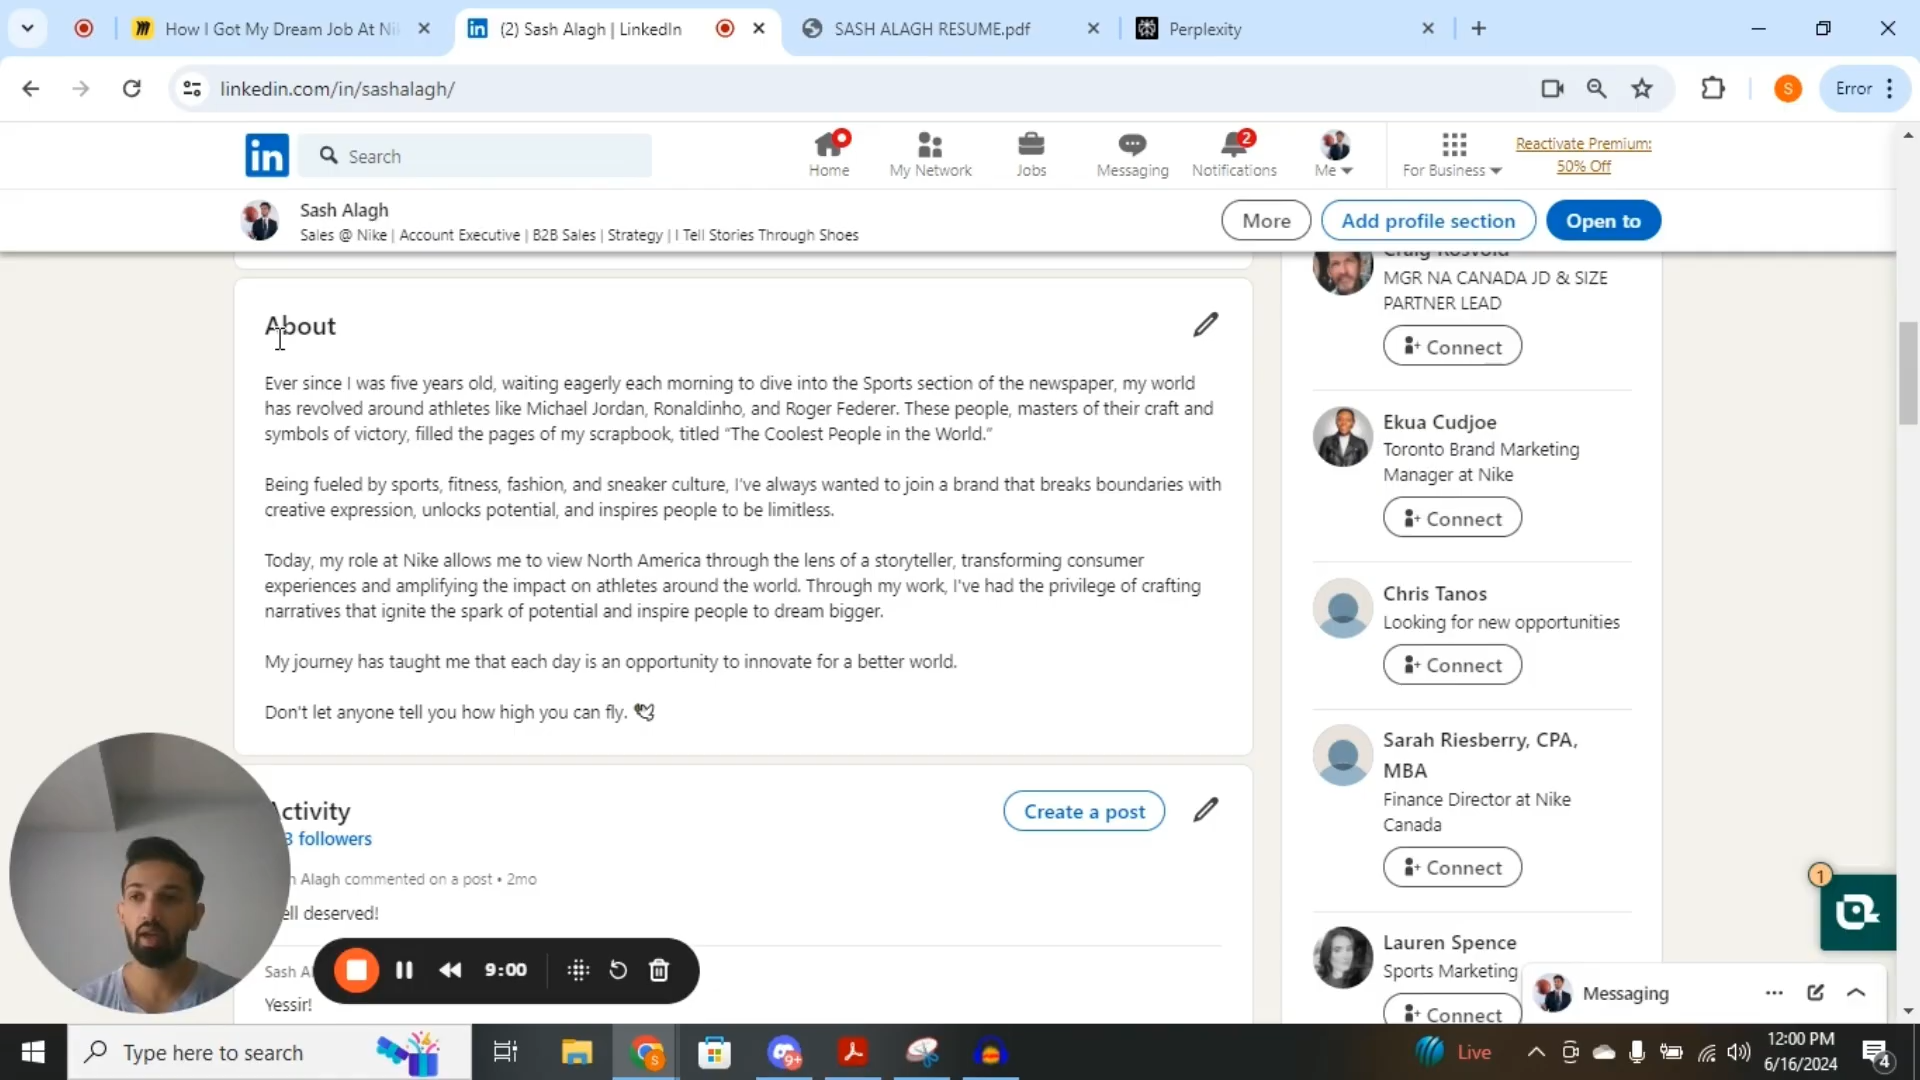 How I Got My Dream Job At Ni
(2) Sash Alagh | LinkedIn
SASH ALAGH RESUME.pdf
Perplexity
linkedin.com/in/sashalagh/
S
Error
in
Search
Home
My Network
Jobs
Messaging
2
Notifications
Me
For Business
Reactivate Premium:
50% Off
Sash Alagh
Sales @ Nike | Account Executive | B2B Sales | Strategy | I Tell Stories Through Shoes
More
Add profile section
Open to
About
Ever since I was five years old, waiting eagerly each morning to dive into the Sports section of the newspaper, my world
has revolved around athletes like Michael Jordan, Ronaldinho, and Roger Federer. These people, masters of their craft and
symbols of victory, filled the pages of my scrapbook, titled “The Coolest People in the World.”
Being fueled by sports, fitness, fashion, and sneaker culture, I've always wanted to join a brand that breaks boundaries with
creative expression, unlocks potential, and inspires people to be limitless.
Today, my role at Nike allows me to view North America through the lens of a storyteller, transforming consumer
experiences and amplifying the impact on athletes around the world. Through my work, I've had the privilege of crafting
narratives that ignite the spark of potential and inspire people to dream bigger.
My journey has taught me that each day is an opportunity to innovate for a better world.
Don't let anyone tell you how high you can fly. 🕊
Activity
3 followers
Create a post
Alagh commented on a post • 2mo
ell deserved!
Sash A
Yessir!
9:00
Craig Rosvold
MGR NA CANADA JD & SIZE
PARTNER LEAD
Connect
Ekua Cudjoe
Toronto Brand Marketing
Manager at Nike
Connect
Chris Tanos
Looking for new opportunities
Connect
Sarah Riesberry, CPA,
MBA
Finance Director at Nike
Canada
Connect
Lauren Spence
Sports Marketing
Connect
1
Messaging
Type here to search
S
9+
Live
12:00 PM
6/16/2024
4